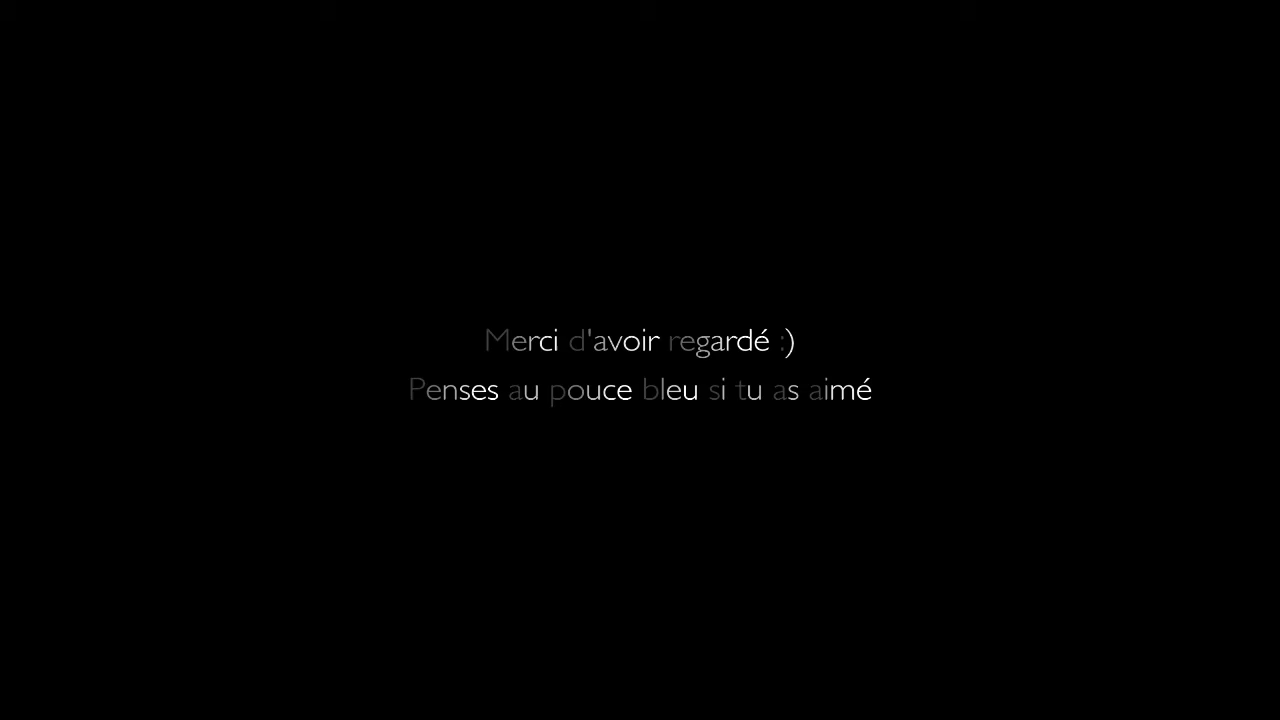 Merci d'avoir regardé :)
Penses au pouce bleu si tu as aimé